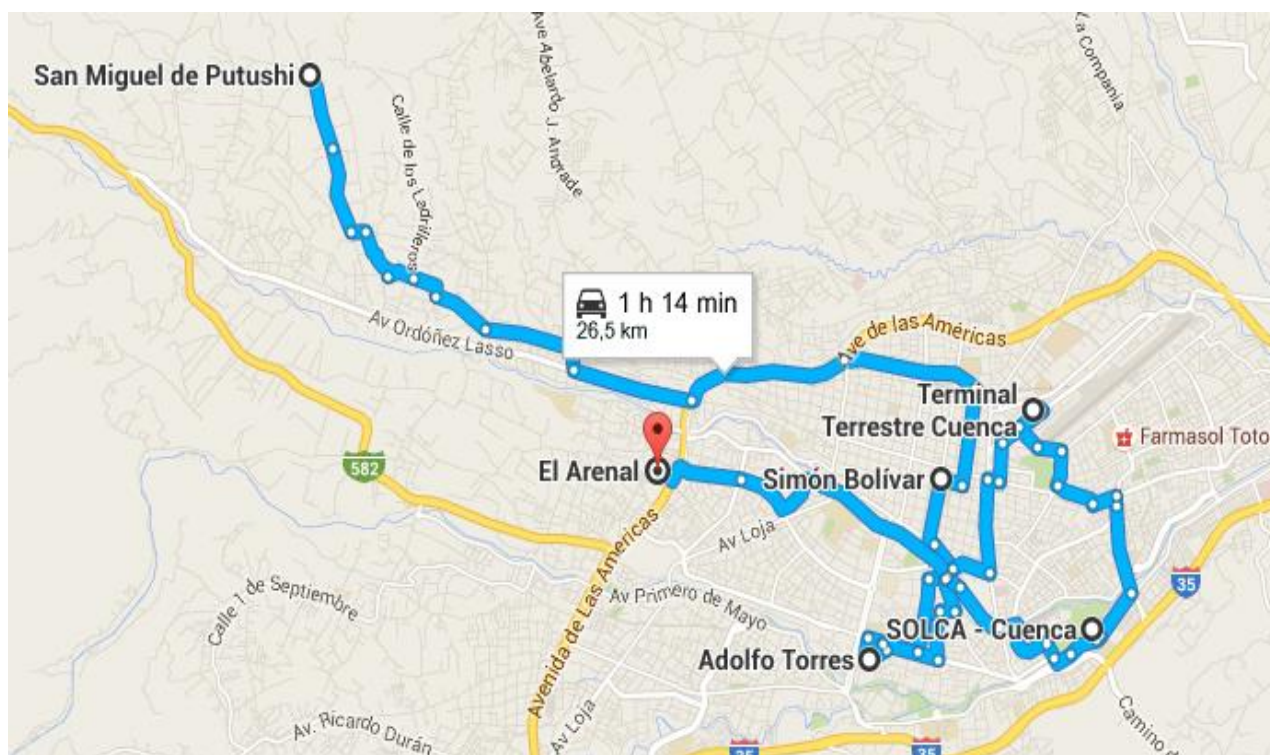 San Miguel de Putushi
Calle de los Ladrilleros
Ave Abelardo J. Andrade
1 h 14 min
26,5 km
Av Ordóñez Lasso
Ave de las Américas
Terminal
Terrestre Cuenca
Farmasol Toto
582
El Arenal
Simón Bolívar
Av Loja
Avenida de Las Américas
Calle 1 de Septiembre
Av Primero de Mayo
35
SOLCA - Cuenca
Adolfo Torres
Av. Ricardo Durán
Av Loja
35
35